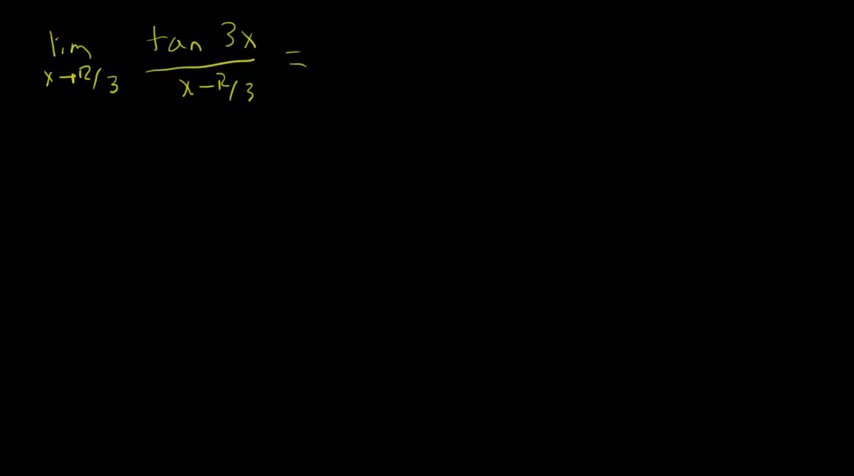 lim x→π/3 tan 3x / x - π/3 =